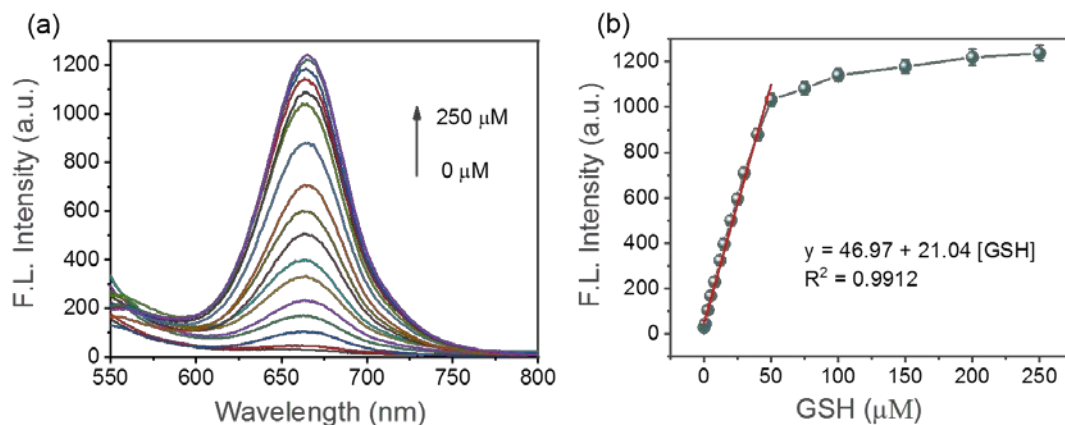 (a)
F.L. Intensity (a.u.)
1200
1000
800
600
400
200
0
250 μM
0 μM
550
600
650
700
750
800
Wavelength (nm)
(b)
F.L. Intensity (a.u.)
1200
1000
800
600
400
200
0
y = 46.97 + 21.04 [GSH]
R² = 0.9912
0
50
100
150
200
250
GSH (μM)